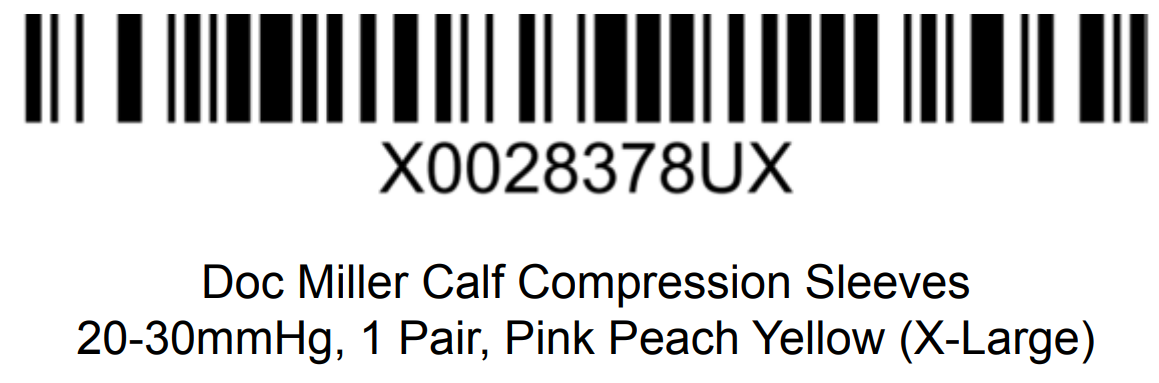 X0028378UX
Doc Miller Calf Compression Sleeves
20-30mmHg, 1 Pair, Pink Peach Yellow (X-Large)